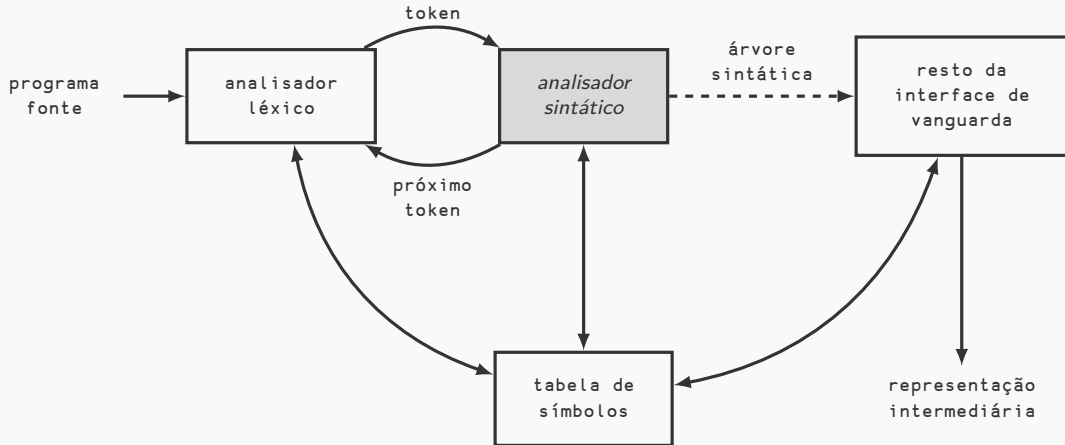 token
programa
fonte
analisador
léxico
analisador
sintático
árvore
sintática
resto da
interface de
vanguarda
próximo
token
tabela de
símbolos
representação
intermediária